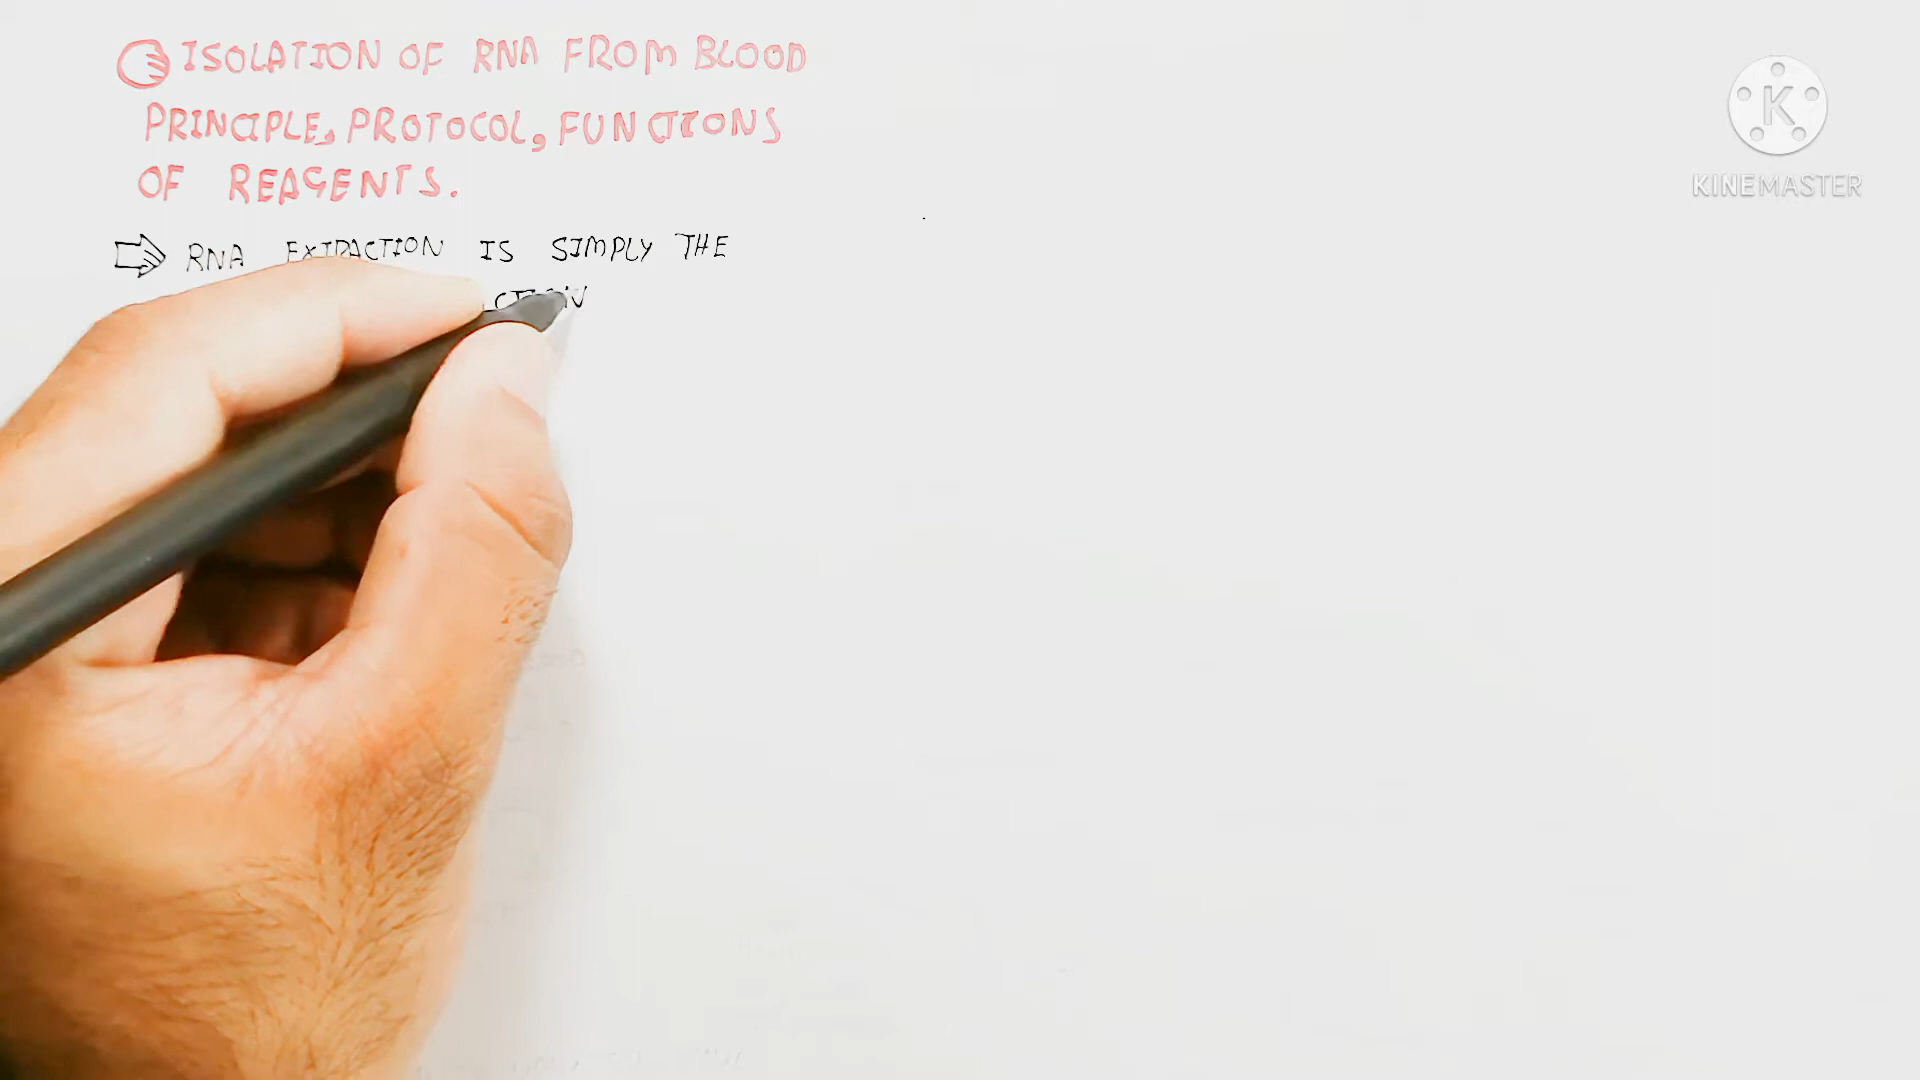 ISOLATION OF RNA FROM BLOOD
PRINCIPLE, PROTOCOL, FUNCTIONS
OF REAGENTS.
RNA EXTRACTION IS SIMPLY THE
KINEMASTER